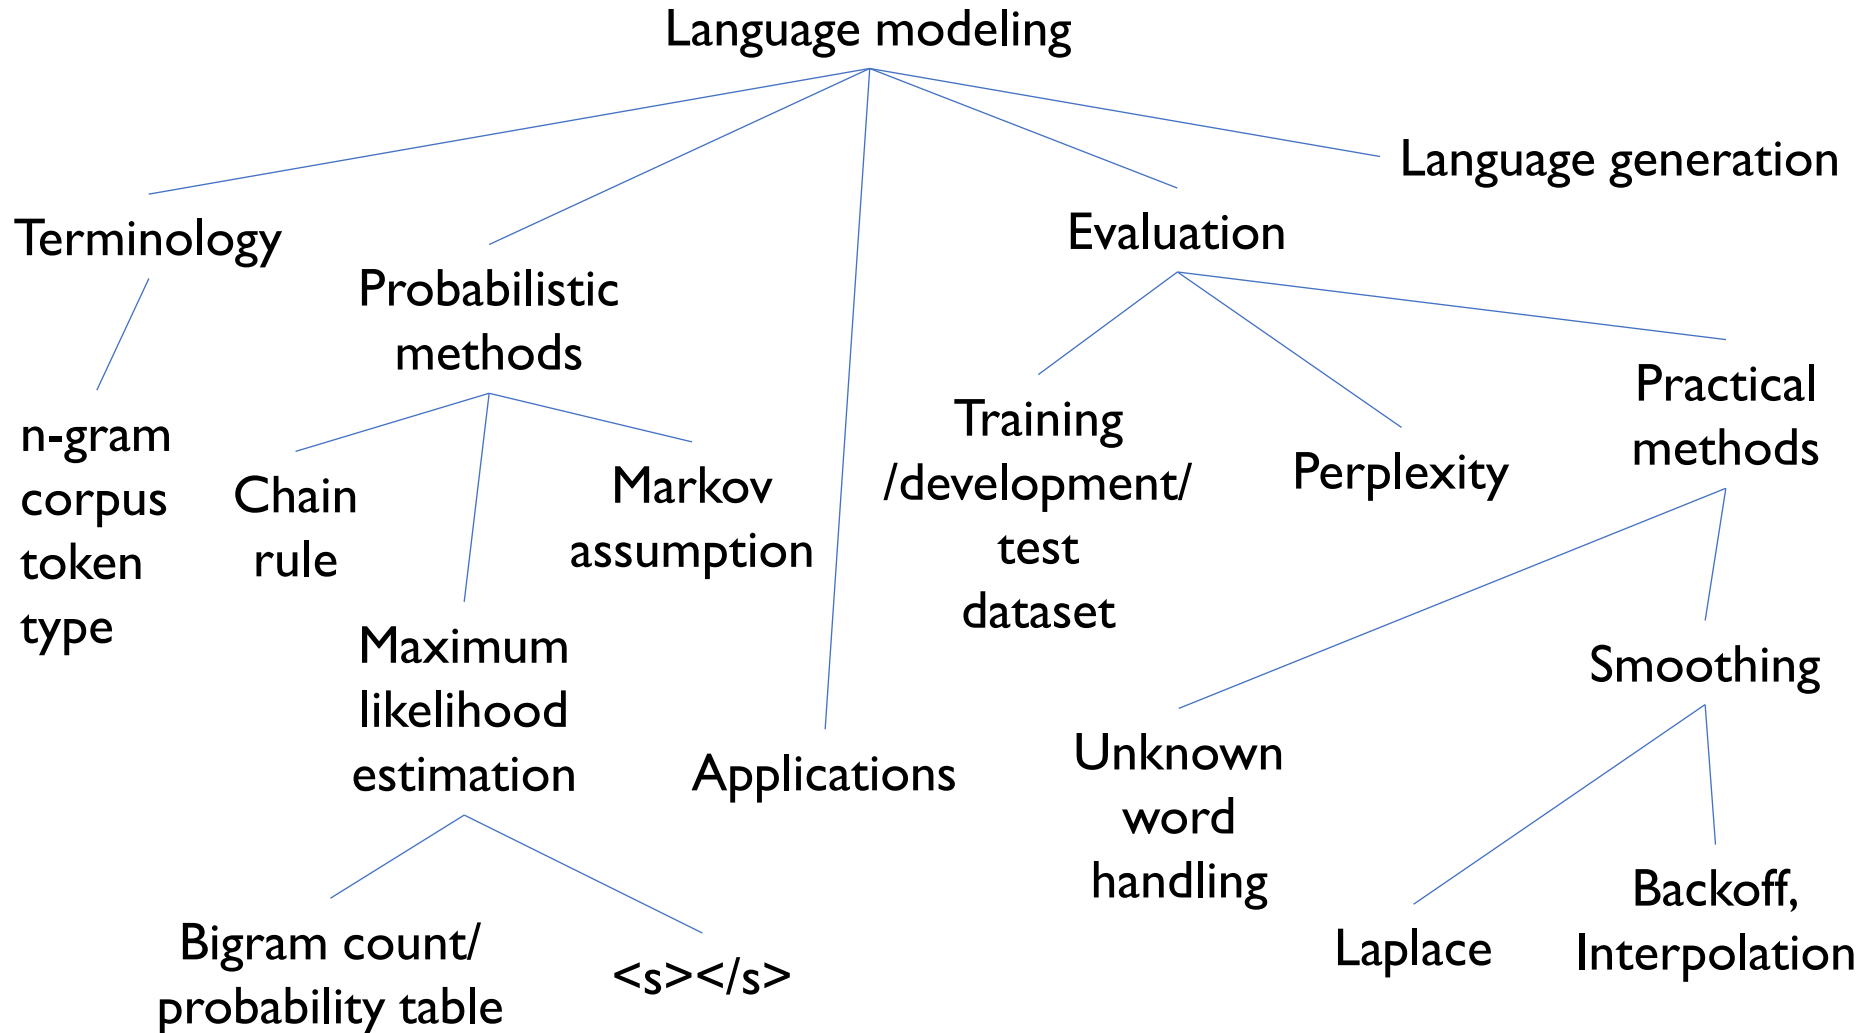 Language modeling
Language generation
Terminology
Evaluation
Probabilistic
methods
n-gram
corpus
token
type
Chain
rule
Markov
assumption
Training
/development/
test
dataset
Perplexity
Practical
methods
Maximum
likelihood
estimation
Applications
Unknown
word
handling
Smoothing
Bigram count/
probability table
<s></s>
Laplace
Backoff,
Interpolation